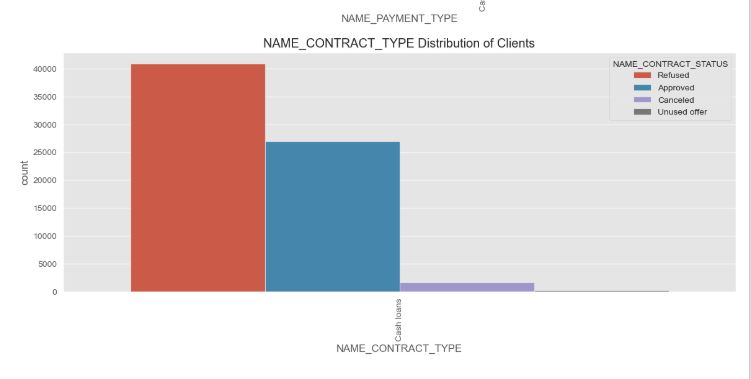 Ca
NAME_PAYMENT_TYPE
NAME_CONTRACT_TYPE Distribution of Clients
NAME_CONTRACT_STATUS
Refused
Approved
Canceled
Unused offer
40000
35000
30000
25000
20000
15000
10000
5000
0
count
Cash loans
NAME_CONTRACT_TYPE